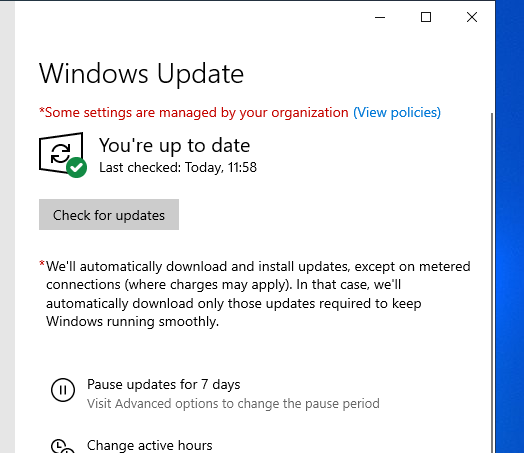 Windows Update
*Some settings are managed by your organization (View policies)
You're up to date
Last checked: Today, 11:58
Check for updates
*We'll automatically download and install updates, except on metered
connections (where charges may apply). In that case, we'll
automatically download only those updates required to keep
Windows running smoothly.
Pause updates for 7 days
Visit Advanced options to change the pause period
Change active hours